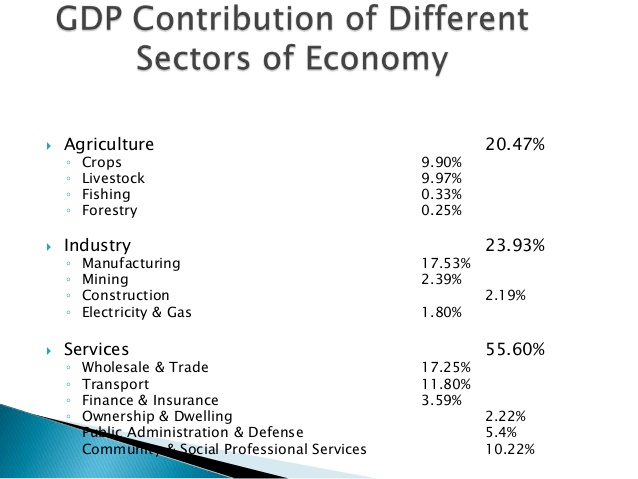 GDP Contribution of Different
Sectors of Economy
Agriculture 20.47%
Crops 9.90%
Livestock 9.97%
Fishing 0.33%
Forestry 0.25%
Industry 23.93%
Manufacturing 17.53%
Mining 2.39%
Construction 2.19%
Electricity & Gas 1.80%
Services 55.60%
Wholesale & Trade 17.25%
Transport 11.80%
Finance & Insurance 3.59%
Ownership & Dwelling 2.22%
Public Administration & Defense 5.4%
Community & Social Professional Services 10.22%